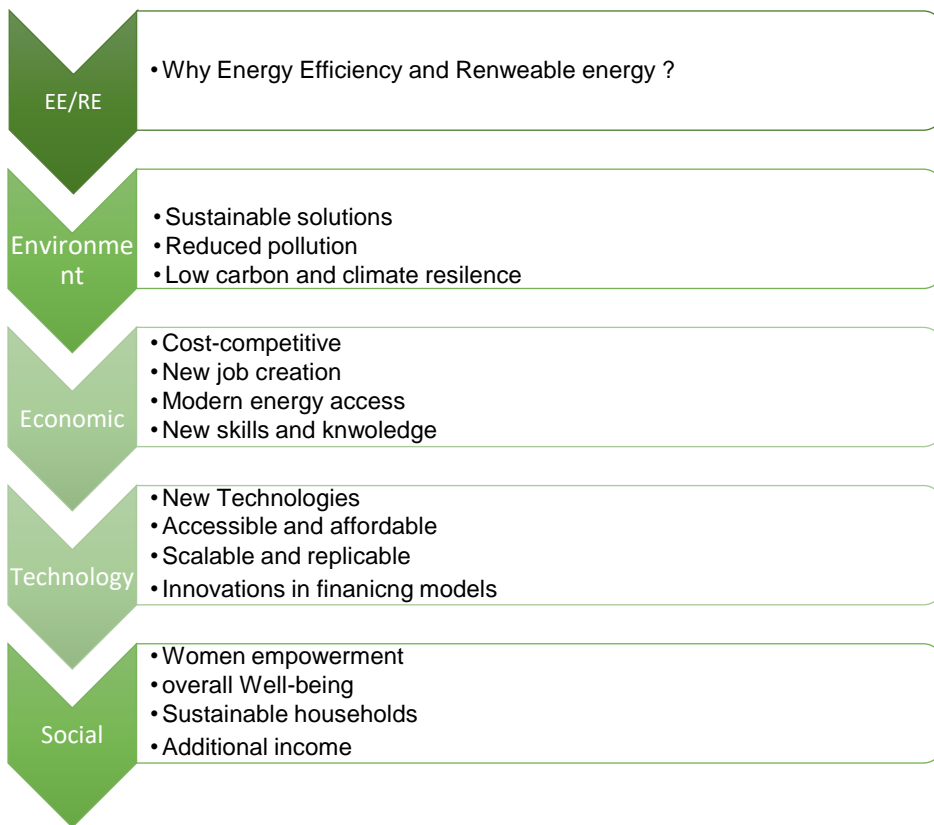 EE/RE
• Why Energy Efficiency and Renweable energy ?
Environme
nt
• Sustainable solutions
• Reduced pollution
• Low carbon and climate resilence
Economic
• Cost-competitive
• New job creation
• Modern energy access
• New skills and knwoledge
Technology
• New Technologies
• Accessible and affordable
• Scalable and replicable
• Innovations in finanicng models
Social
• Women empowerment
• overall Well-being
• Sustainable households
• Additional income